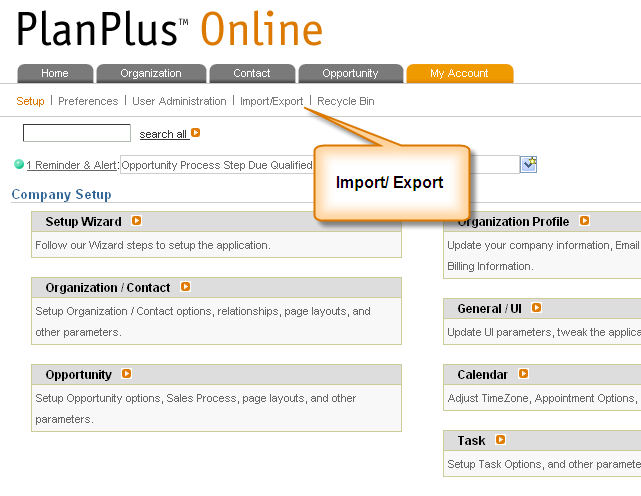 PlanPlus™ Online
Home Organization Contact Opportunity My Account
Setup | Preferences | User Administration | Import/Export | Recycle Bin
search all
1 Reminder & Alert: Opportunity Process Step Due Qualified
Import/ Export
Company Setup
Setup Wizard
Follow our Wizard steps to setup the application.
Organization / Contact
Setup Organization / Contact options, relationships, page layouts, and
other parameters.
Opportunity
Setup Opportunity options, Sales Process, page layouts, and other
parameters.
Organization Profile
Update your company information, Email
Billing Information.
General / UI
Update UI parameters, tweak the applica
Calendar
Adjust TimeZone, Appointment Options,
Task
Setup Task Options, and other paramete